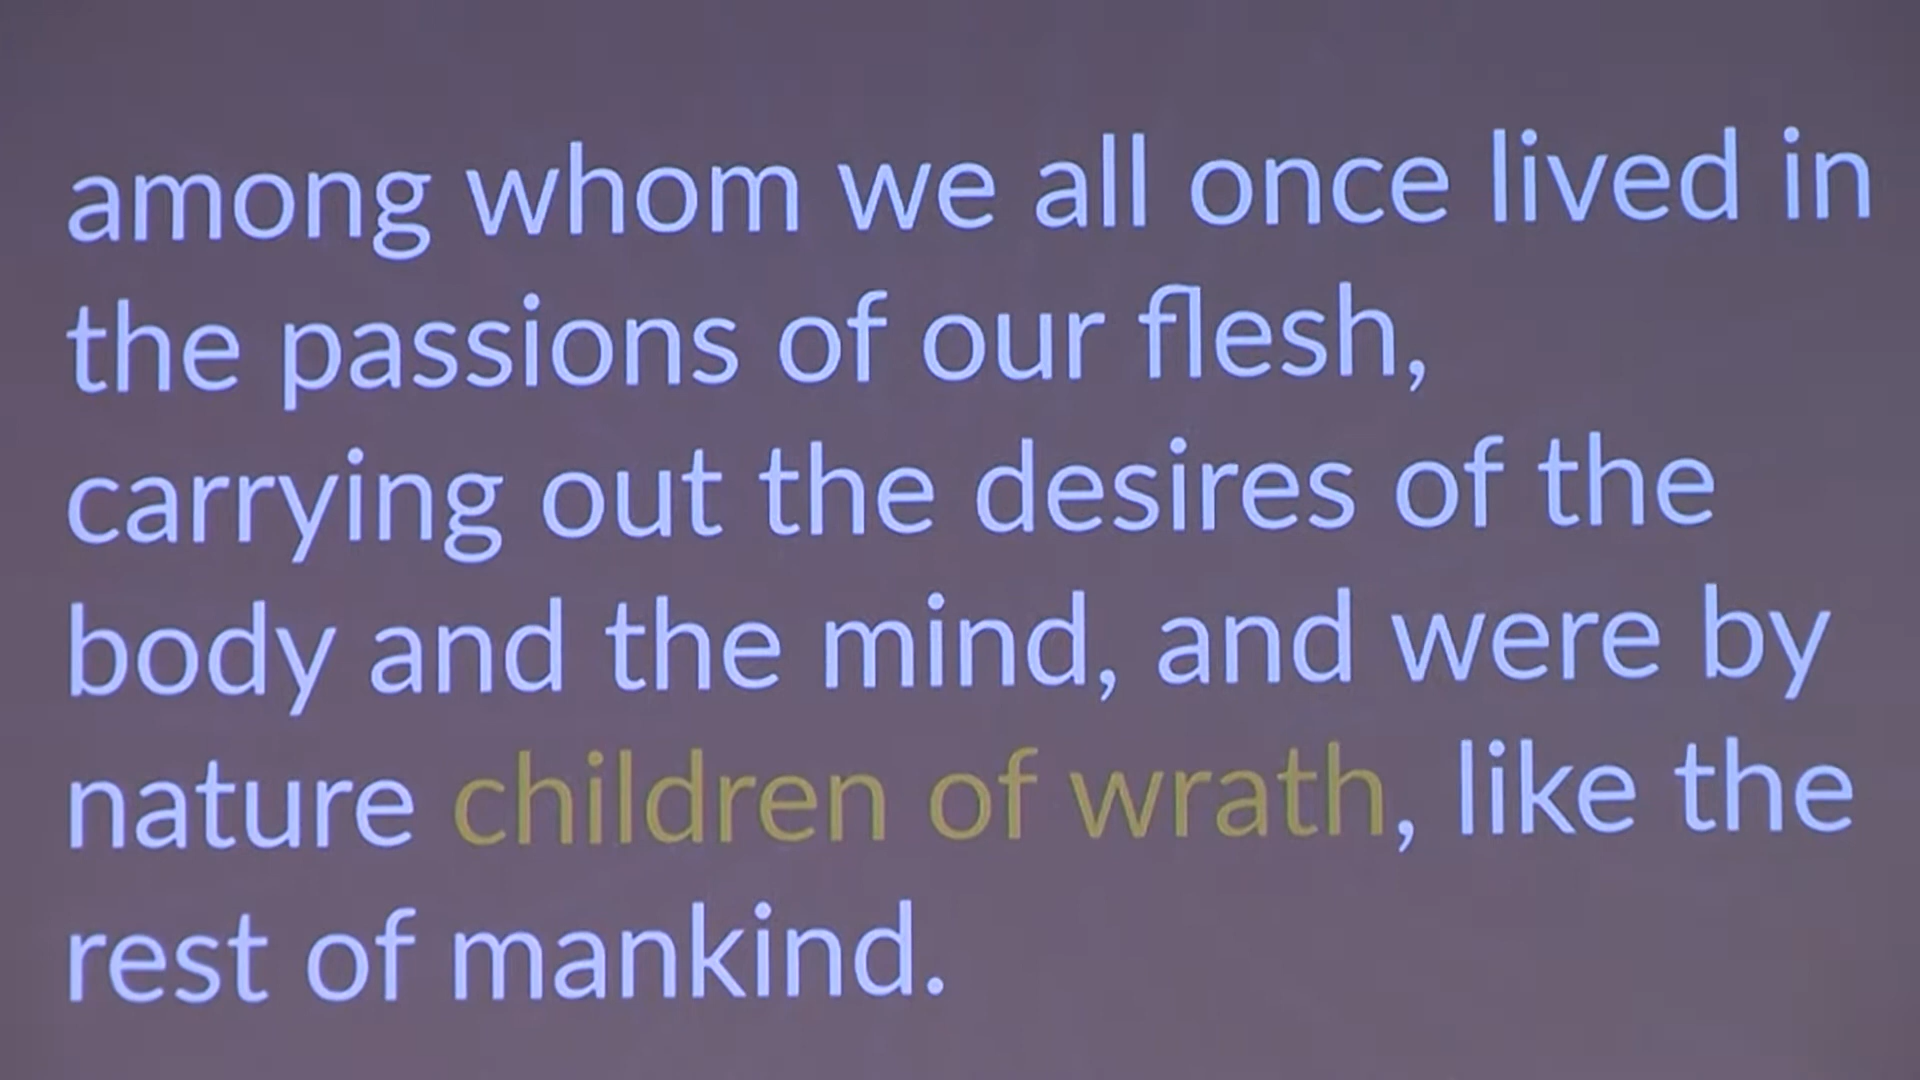 among whom we all once lived in
the passions of our flesh,
carrying out the desires of the
body and the mind, and were by
nature children of wrath, like the
rest of mankind.